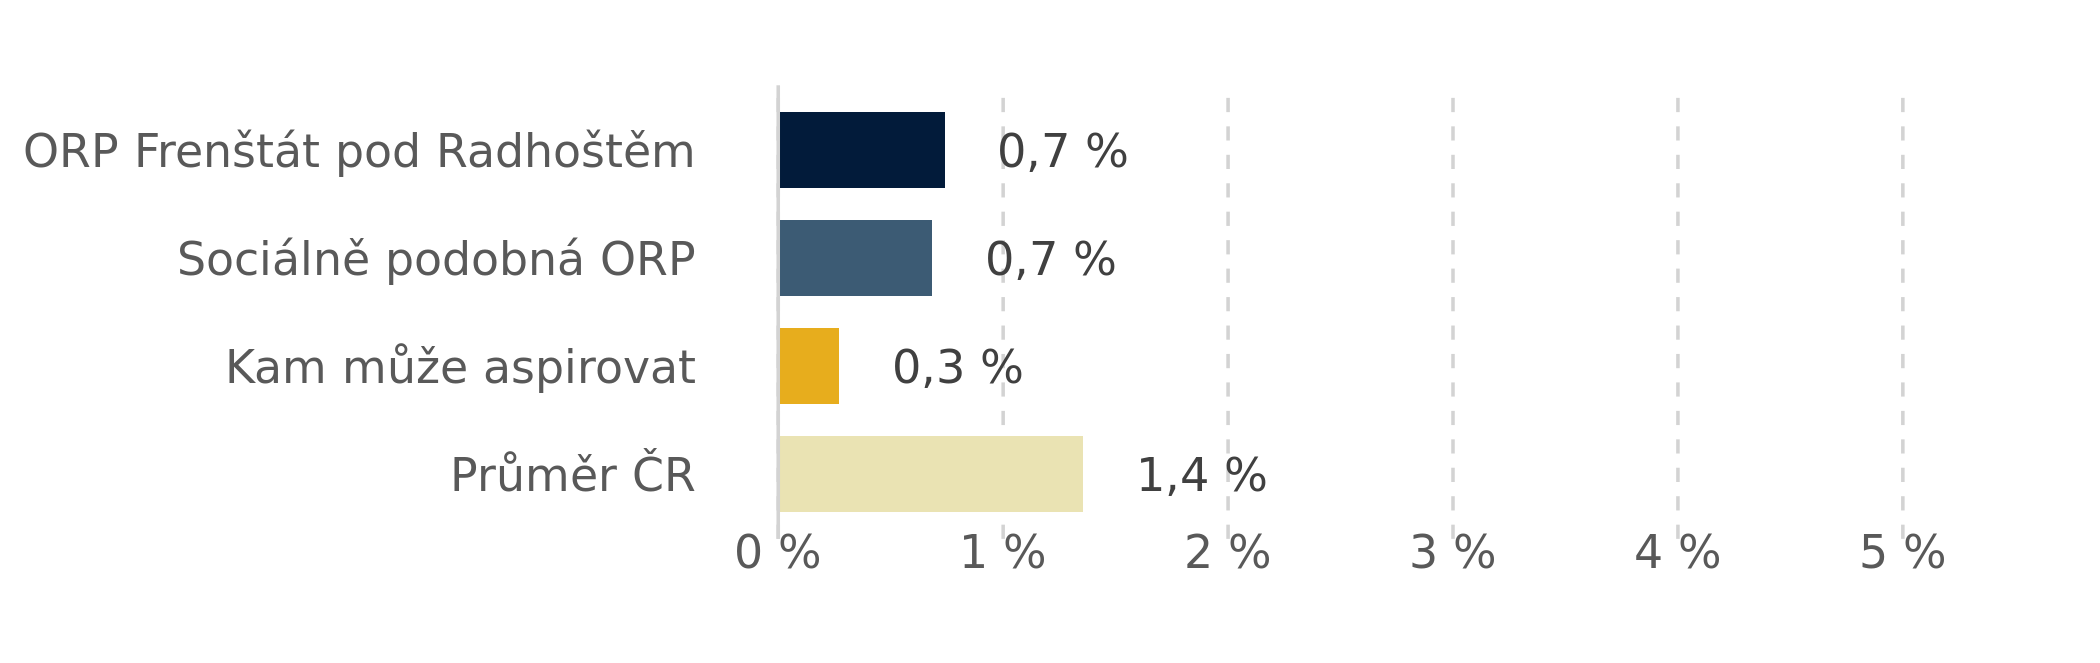 ORP Frenštát pod Radhoštěm 0,7 %
Sociálně podobná ORP 0,7 %
Kam může aspirovat 0,3 %
Průměr ČR 1,4 %
0 % 1 % 2 % 3 % 4 % 5 %